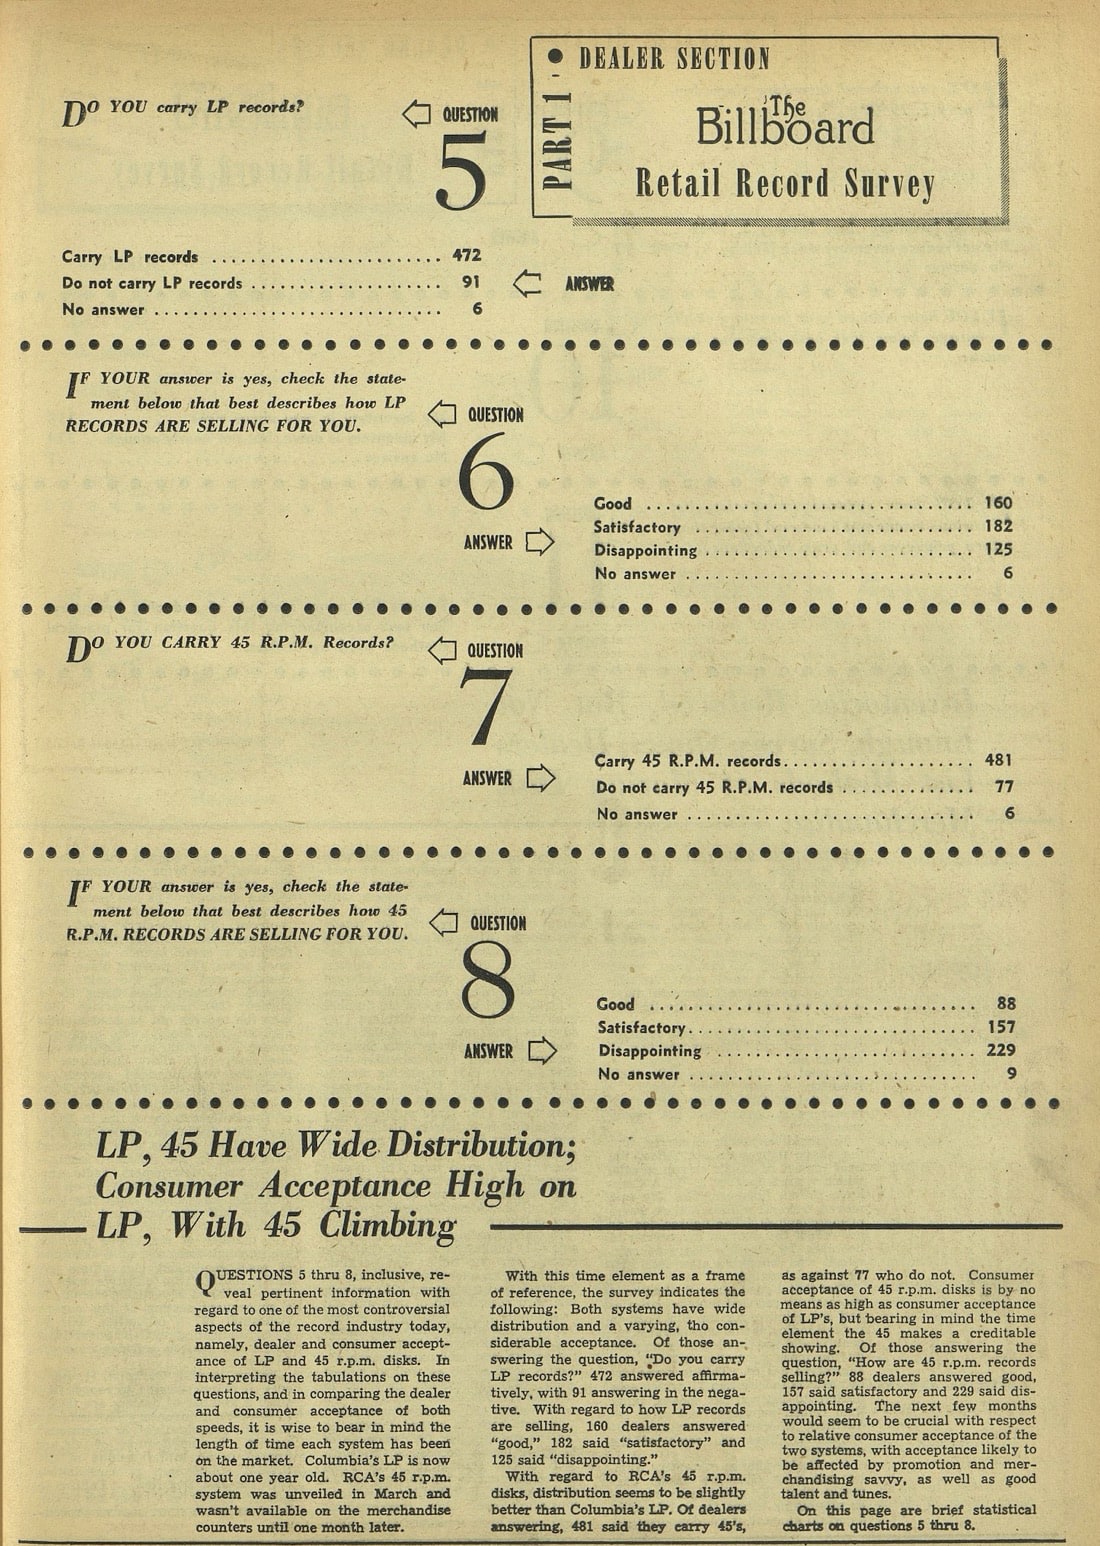 PART 1 • DEALER SECTION
The
Billboard
Retail Record Survey
DO YOU carry LP records?
QUESTION
5
Carry LP records ........................ 472
Do not carry LP records .................... 91
No answer .............................. 6
ANSWER
IF YOUR answer is yes, check the state-
ment below that best describes how LP
RECORDS ARE SELLING FOR YOU.
QUESTION
6
ANSWER
Good ........................... 160
Satisfactory ....................... 182
Disappointing ...................... 125
No answer ........................ 6
DO YOU CARRY 45 R.P.M. Records?
QUESTION
7
ANSWER
Carry 45 R.P.M. records................ 481
Do not carry 45 R.P.M. records .............. 77
No answer ........................ 6
IF YOUR answer is yes, check the state-
ment below that best describes how 45
R.P.M. RECORDS ARE SELLING FOR YOU.
QUESTION
8
ANSWER
Good ........................... 88
Satisfactory........................ 157
Disappointing ...................... 229
No answer ........................ 9
LP, 45 Have Wide Distribution;
Consumer Acceptance High on
LP, With 45 Climbing
QUESTIONS 5 thru 8, inclusive, re-
veal pertinent information with
regard to one of the most controversial
aspects of the record industry today,
namely, dealer and consumer accept-
ance of LP and 45 r.p.m. disks. In
interpreting the tabulations on these
questions, and in comparing the dealer
and consumer acceptance of both
speeds, it is wise to bear in mind the
length of time each system has been
on the market. Columbia's LP is now
about one year old. RCA's 45 r.p.m.
system was unveiled in March and
wasn't available on the merchandise
counters until one month later.
With this time element as a frame
of reference, the survey indicates the
following: Both systems have wide
distribution and a varying, tho con-
siderable acceptance. Of those an-
swering the question, "Do you carry
LP records?" 472 answered affirma-
tively, with 91 answering in the nega-
tive. With regard to how LP records
are selling, 160 dealers answered
"good," 182 said "satisfactory" and
125 said "disappointing."
With regard to RCA's 45 r.p.m.
disks, distribution seems to be slightly
better than Columbia's LP. Of dealers
answering, 481 said they carry 45's,
as against 77 who do not. Consumer
acceptance of 45 r.p.m. disks is by no
means as high as consumer acceptance
of LP's, but bearing in mind the time
element the 45 makes a creditable
showing. Of those answering the
question, "How are 45 r.p.m. records
selling?" 88 dealers answered good,
157 said satisfactory and 229 said dis-
appointing. The next few months
would seem to be crucial with respect
to relative consumer acceptance of the
two systems, with acceptance likely to
be affected by promotion and mer-
chandising savvy, as well as good
talent and tunes.
On this page are brief statistical
charts on questions 5 thru 8.